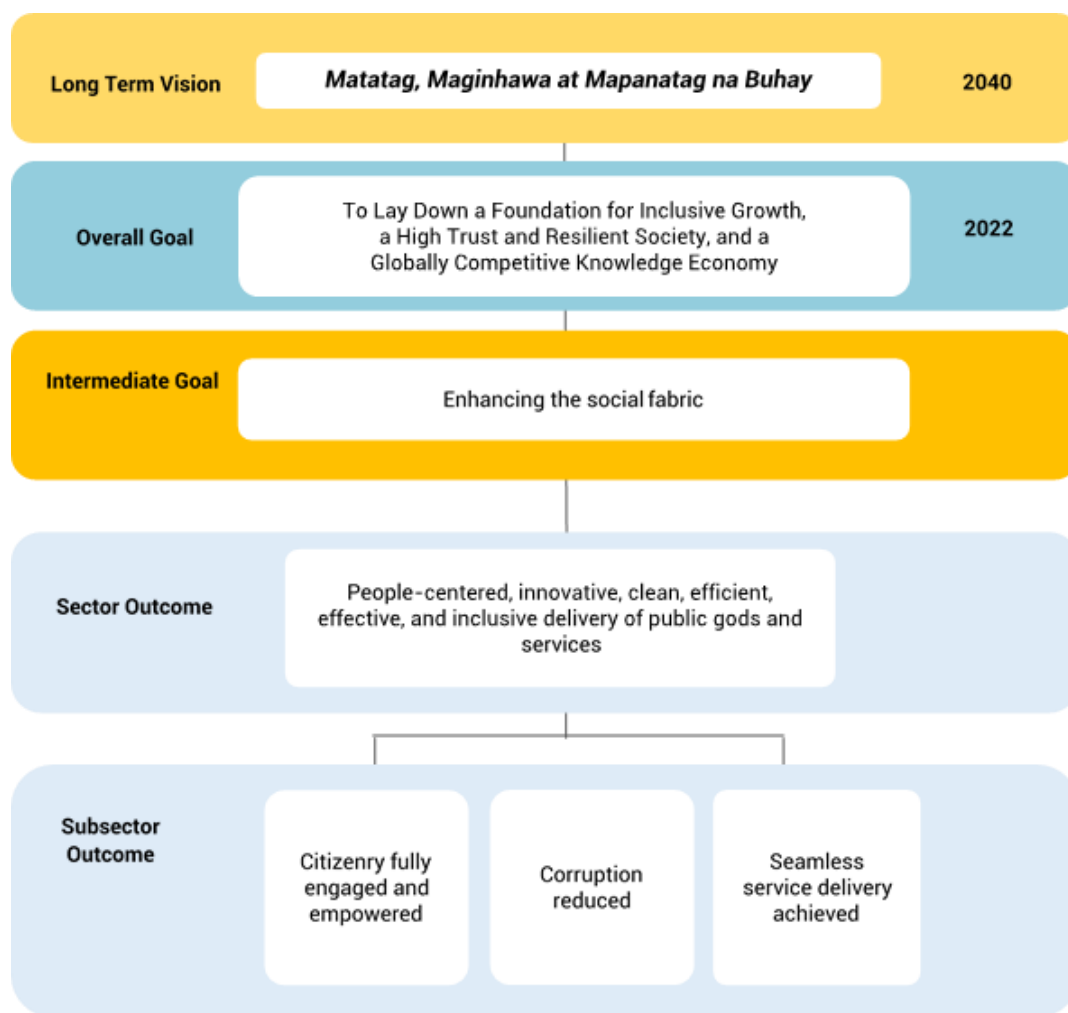 Long Term Vision
Matatag, Maginhawa at Mapanatag na Buhay
2040
Overall Goal
To Lay Down a Foundation for Inclusive Growth,
a High Trust and Resilient Society, and a
Globally Competitive Knowledge Economy
2022
Intermediate Goal
Enhancing the social fabric
Sector Outcome
People-centered, innovative, clean, efficient,
effective, and inclusive delivery of public gods and
services
Subsector
Outcome
Citizenry fully
engaged and
empowered
Corruption
reduced
Seamless
service delivery
achieved